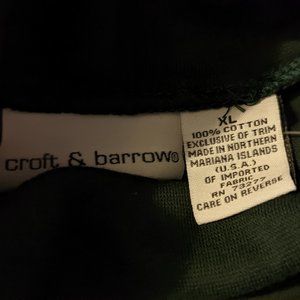 croft & barrow®
XL
100% COTTON
EXCLUSIVE OF TRIM
MADE IN NORTHERN
MARIANA ISLANDS
(U.S.A.)
OF IMPORTED
FABRIC
RN 73277
CARE ON REVERSE